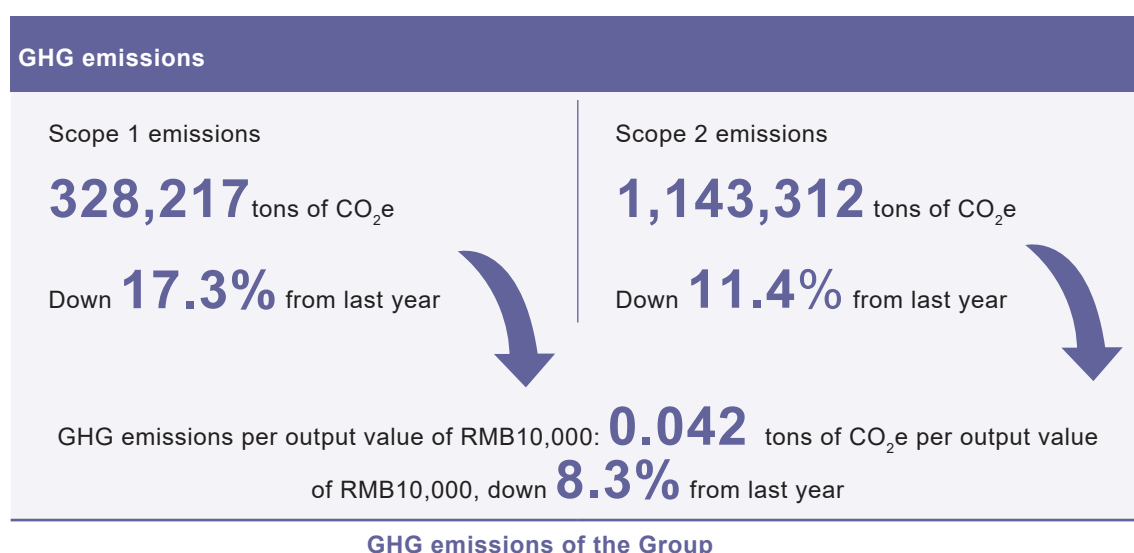 GHG emissions
Scope 1 emissions
328,217 tons of CO₂e
Down 17.3% from last year
Scope 2 emissions
1,143,312 tons of CO₂e
Down 11.4% from last year
GHG emissions per output value of RMB10,000: 0.042 tons of CO₂e per output value
of RMB10,000, down 8.3% from last year
GHG emissions of the Group